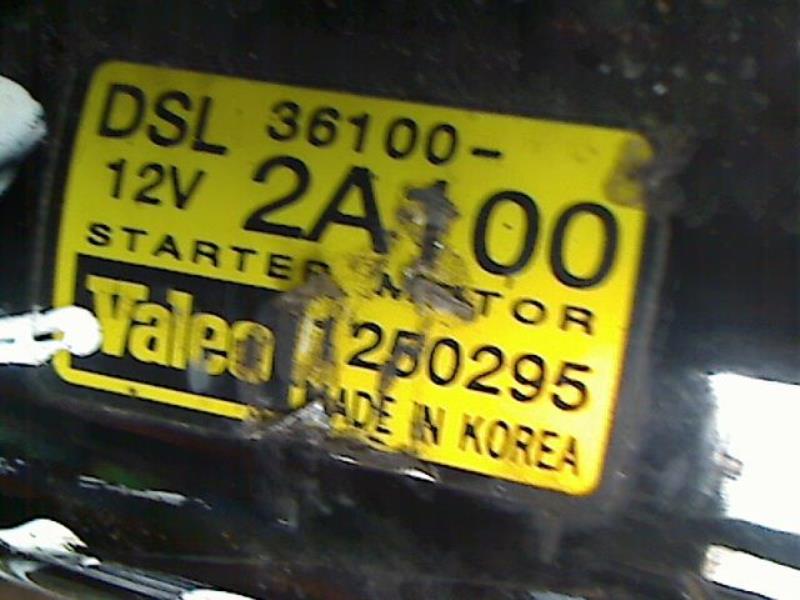 DSL 36100-
12V 2A100
STARTER MOTOR
Valeo 1250295
MADE IN KOREA